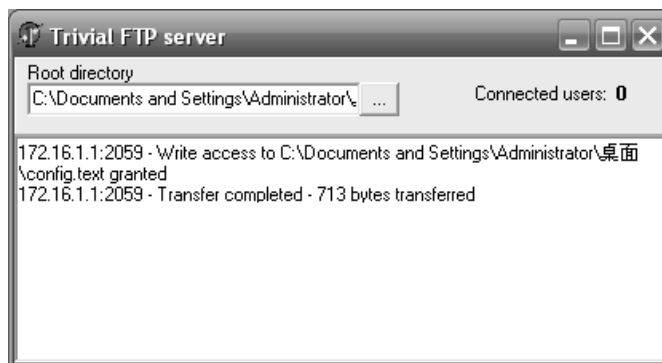 Trivial FTP server
Root directory
C:\Documents and Settings\Administrator\
...
Connected users: 0
172.16.1.1:2059 - Write access to C:\Documents and Settings\Administrator\桌面
\config.text granted
172.16.1.1:2059 - Transfer completed - 713 bytes transferred